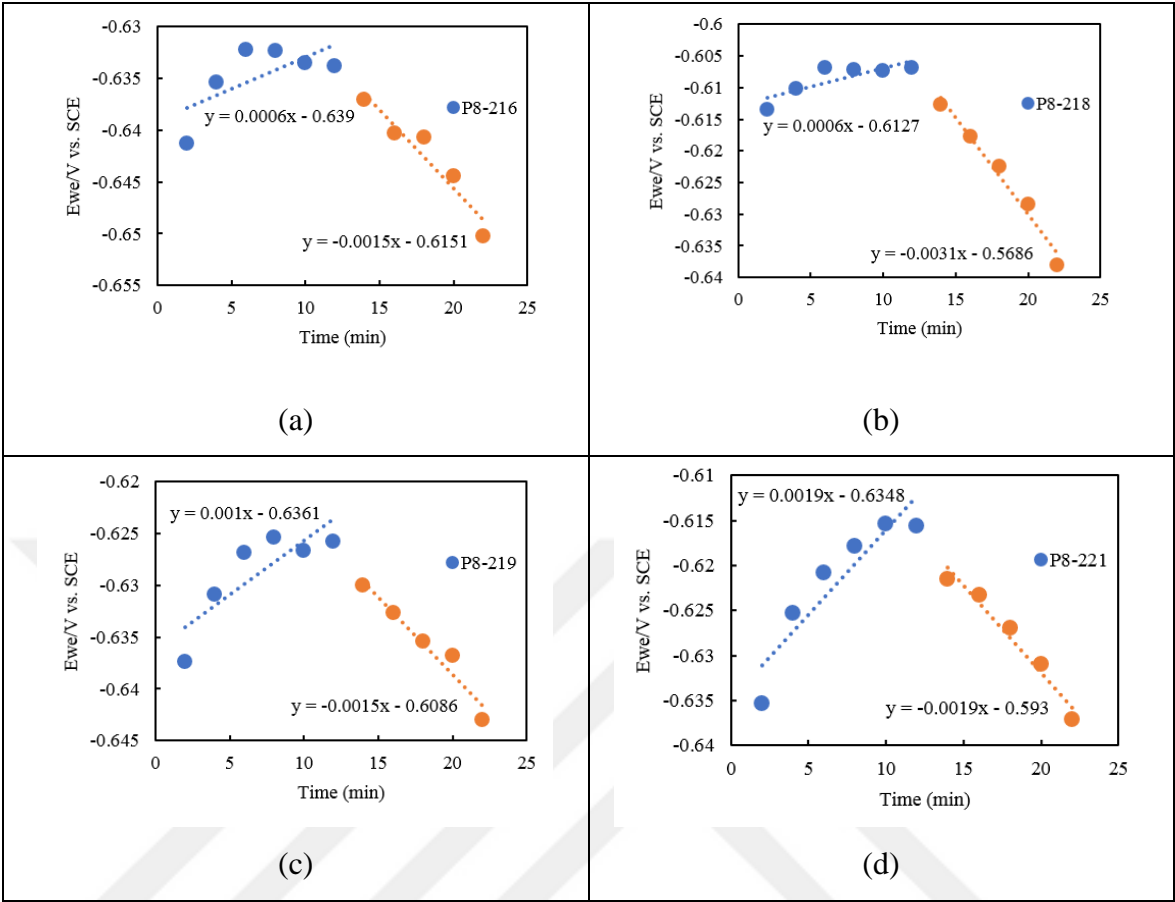 -0.63
-0.635
-0.64
-0.645
-0.65
-0.655
Ewe/V vs. SCE
y = 0.0006x - 0.639
P8-216
y = -0.0015x - 0.6151
0 5 10 15 20 25
Time (min)
(a)
-0.6
-0.605
-0.61
-0.615
-0.62
-0.625
-0.63
-0.635
-0.64
Ewe/V vs. SCE
P8-218
y = 0.0006x - 0.6127
y = -0.0031x - 0.5686
0 5 10 15 20 25
Time (min)
(b)
-0.62
-0.625
-0.63
-0.635
-0.64
-0.645
Ewe/V vs. SCE
y = 0.001x - 0.6361
P8-219
y = -0.0015x - 0.6086
0 5 10 15 20 25
Time (min)
(c)
-0.61
-0.615
-0.62
-0.625
-0.63
-0.635
-0.64
Ewe/V vs. SCE
y = 0.0019x - 0.6348
P8-221
y = -0.0019x - 0.593
0 5 10 15 20 25
Time (min)
(d)